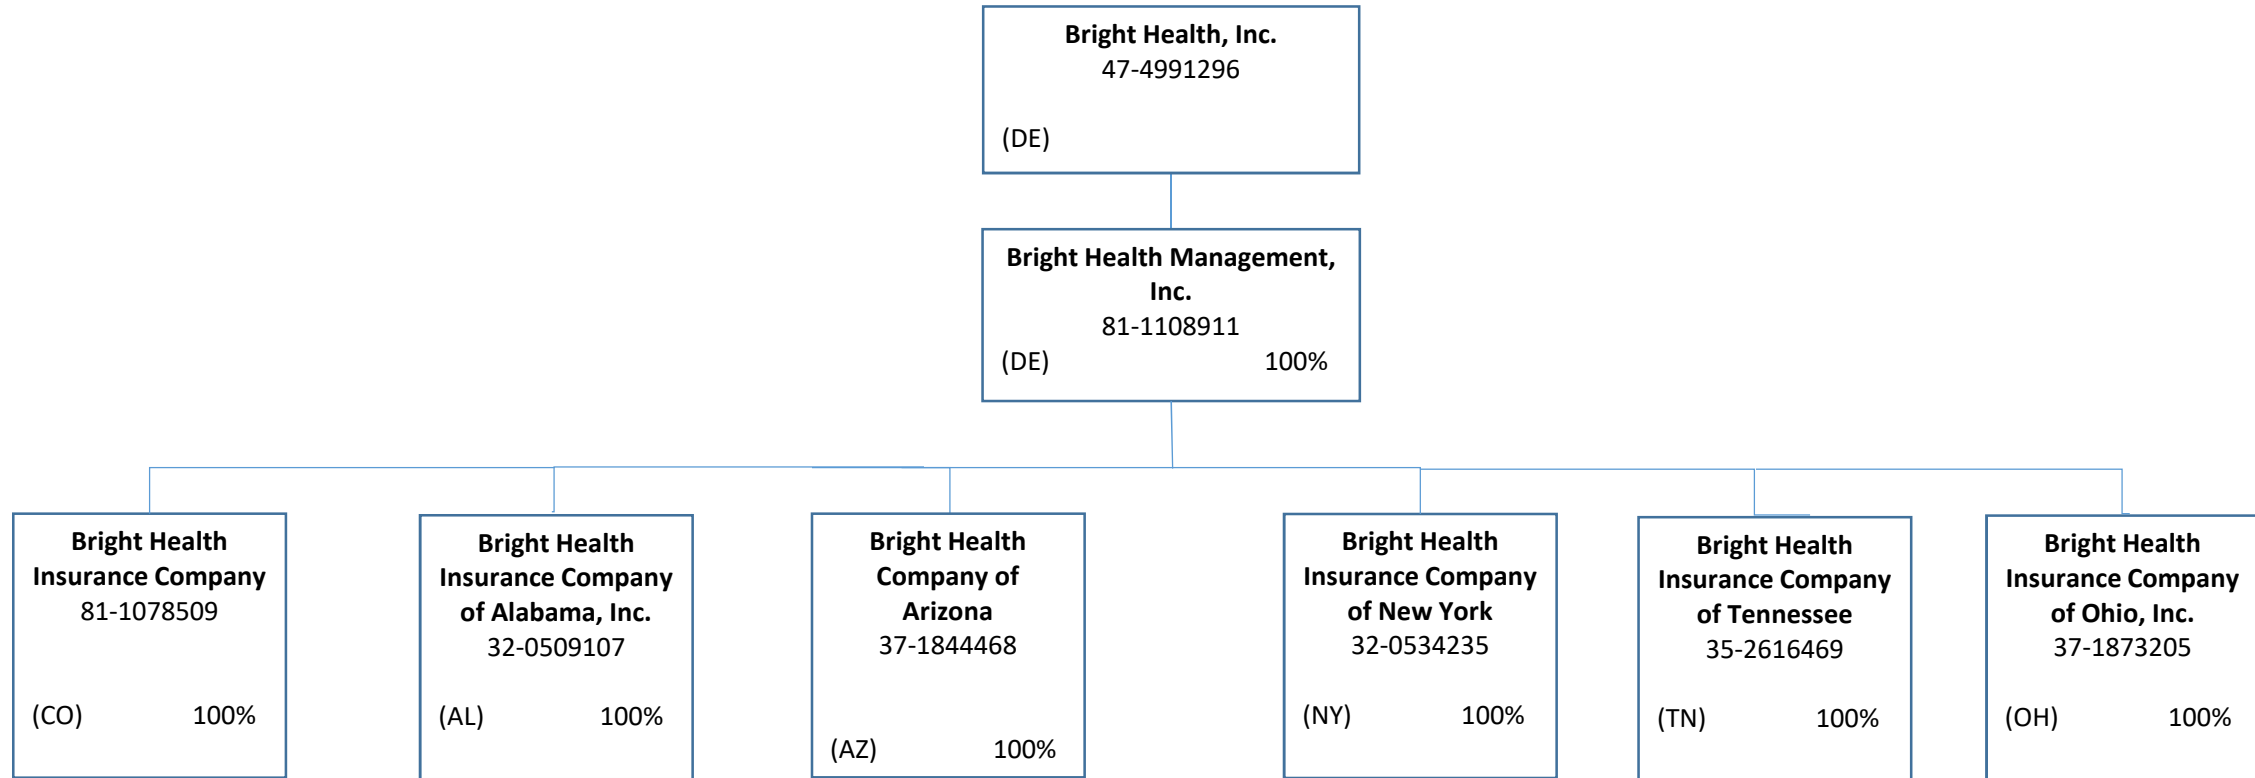 Bright Health, Inc.
47-4991296
(DE)
Bright Health Management,
Inc.
81-1108911
(DE) 100%
Bright Health
Insurance Company
81-1078509
(CO) 100%
Bright Health
Insurance Company
of Alabama, Inc.
32-0509107
(AL) 100%
Bright Health
Company of
Arizona
37-1844468
(AZ) 100%
Bright Health
Insurance Company
of New York
32-0534235
(NY) 100%
Bright Health
Insurance Company
of Tennessee
35-2616469
(TN) 100%
Bright Health
Insurance Company
of Ohio, Inc.
37-1873205
(OH) 100%